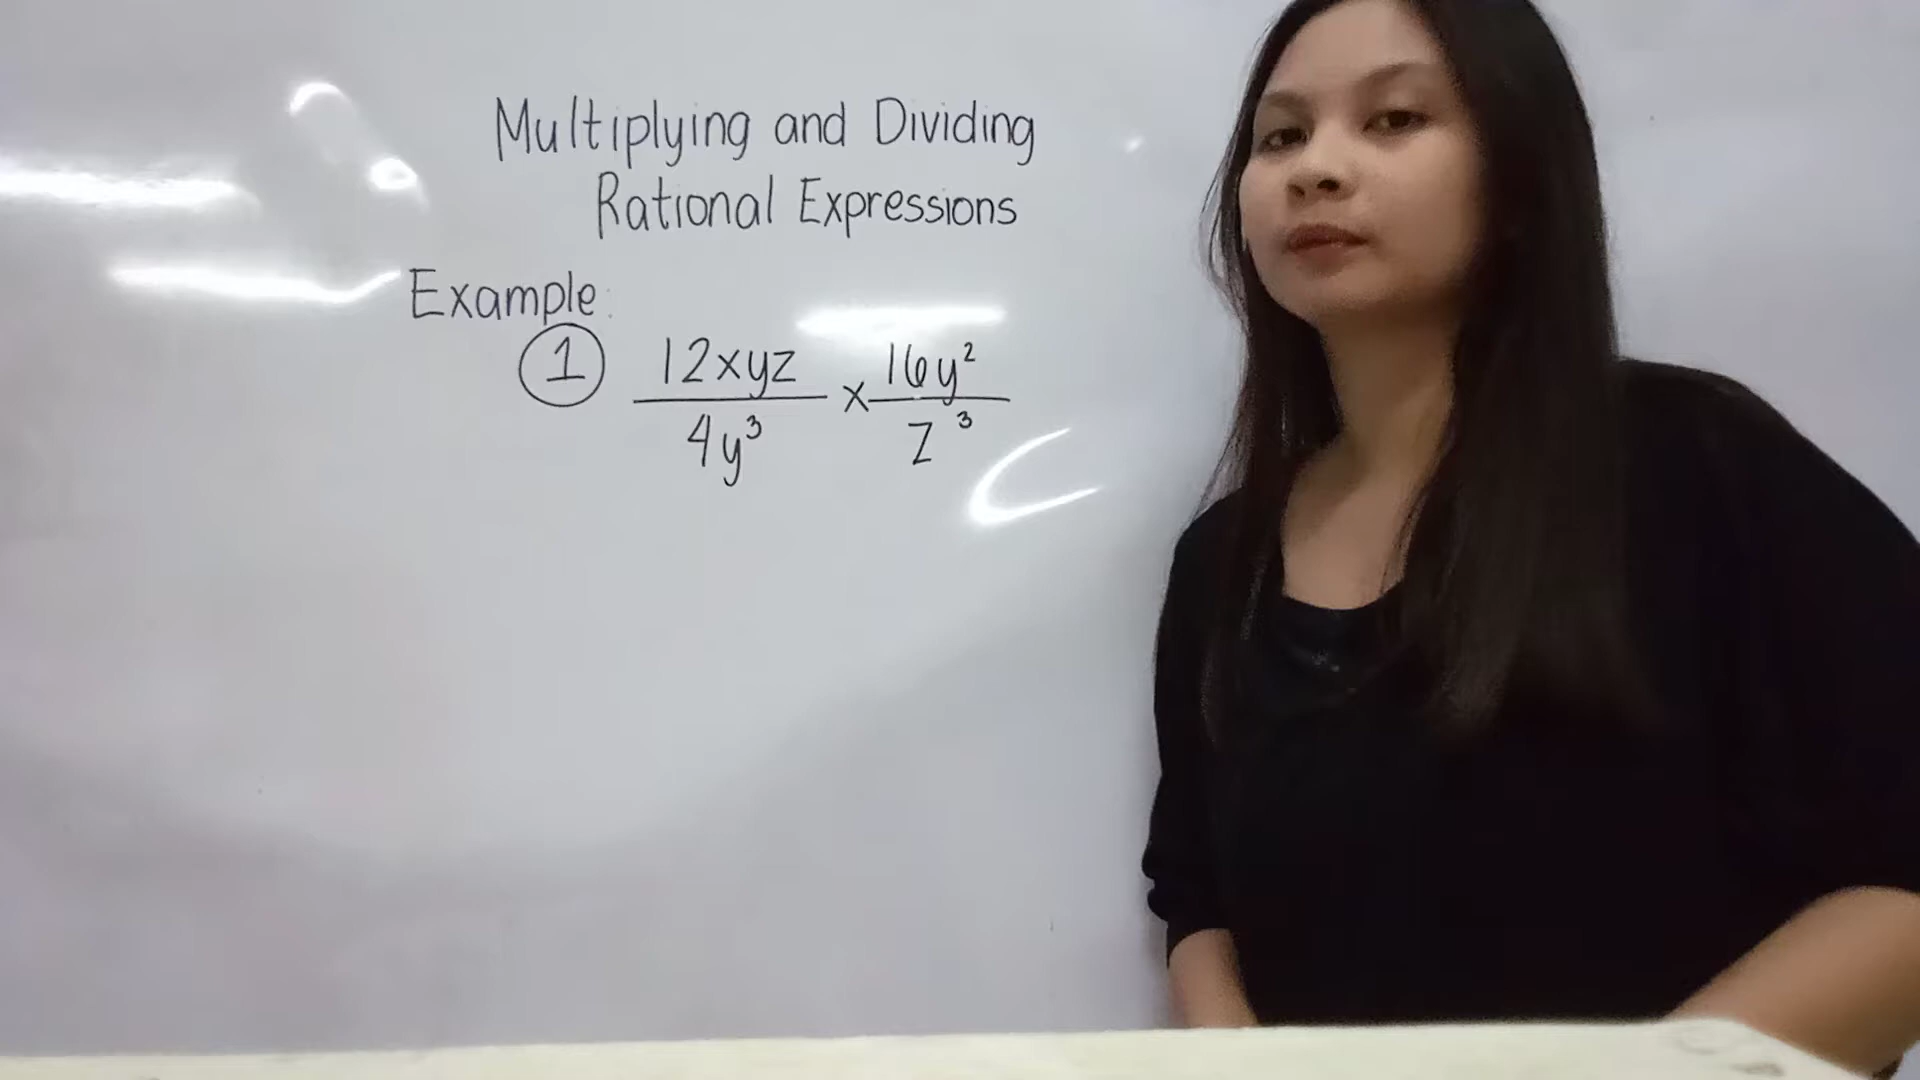 Multiplying and Dividing
Rational Expressions
Example:
① 12xyz/4y³ × 16y²/z³